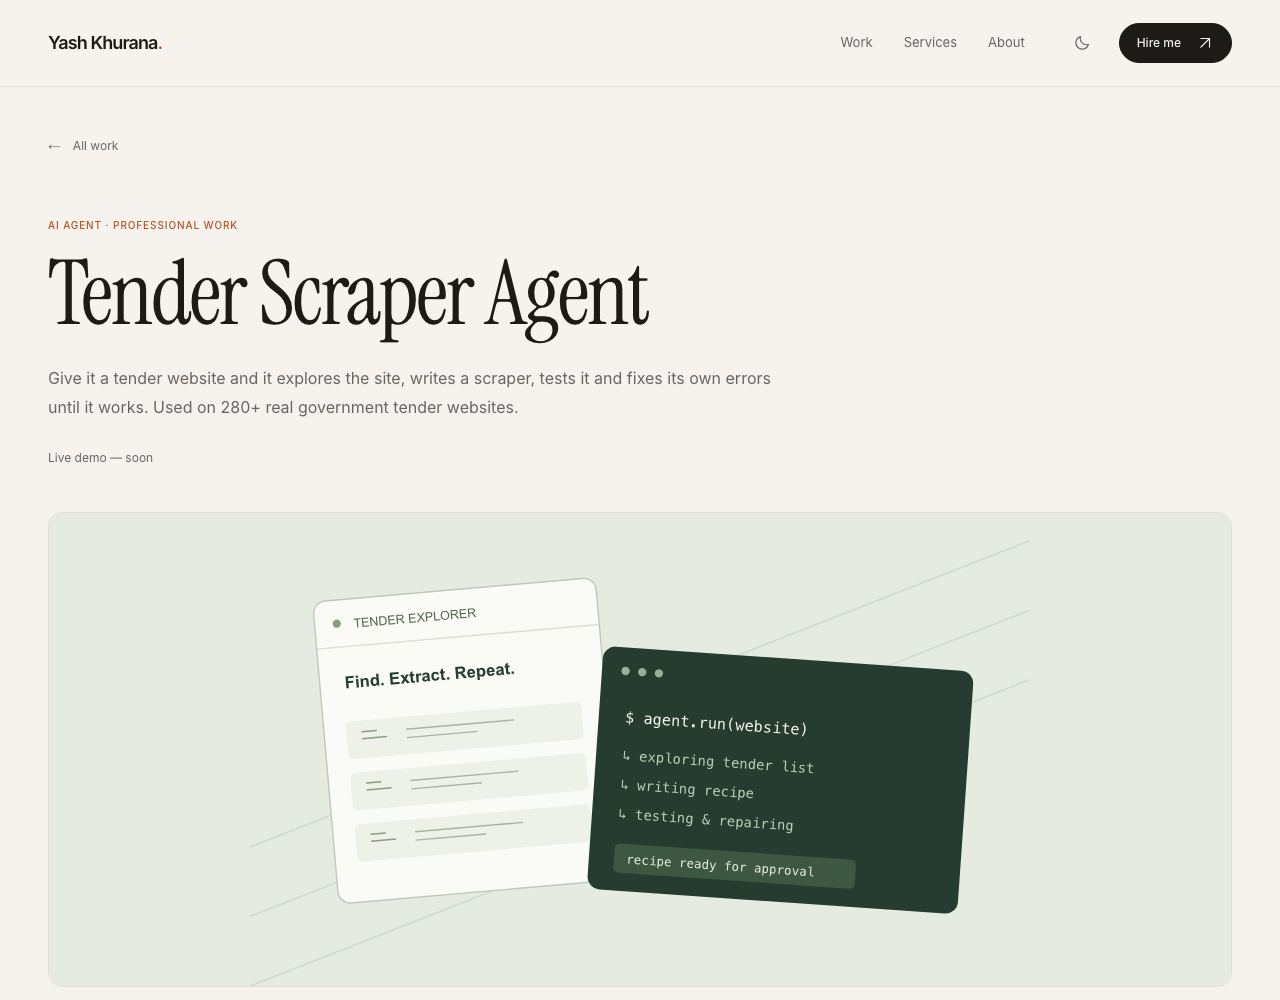 Yash Khurana.
Work
Services
About
Hire me
← All work
AI AGENT · PROFESSIONAL WORK
Tender Scraper Agent
Give it a tender website and it explores the site, writes a scraper, tests it and fixes its own errors
until it works. Used on 280+ real government tender websites.
Live demo — soon
TENDER EXPLORER
Find. Extract. Repeat.
$ agent.run(website)
↳ exploring tender list
↳ writing recipe
↳ testing & repairing
recipe ready for approval